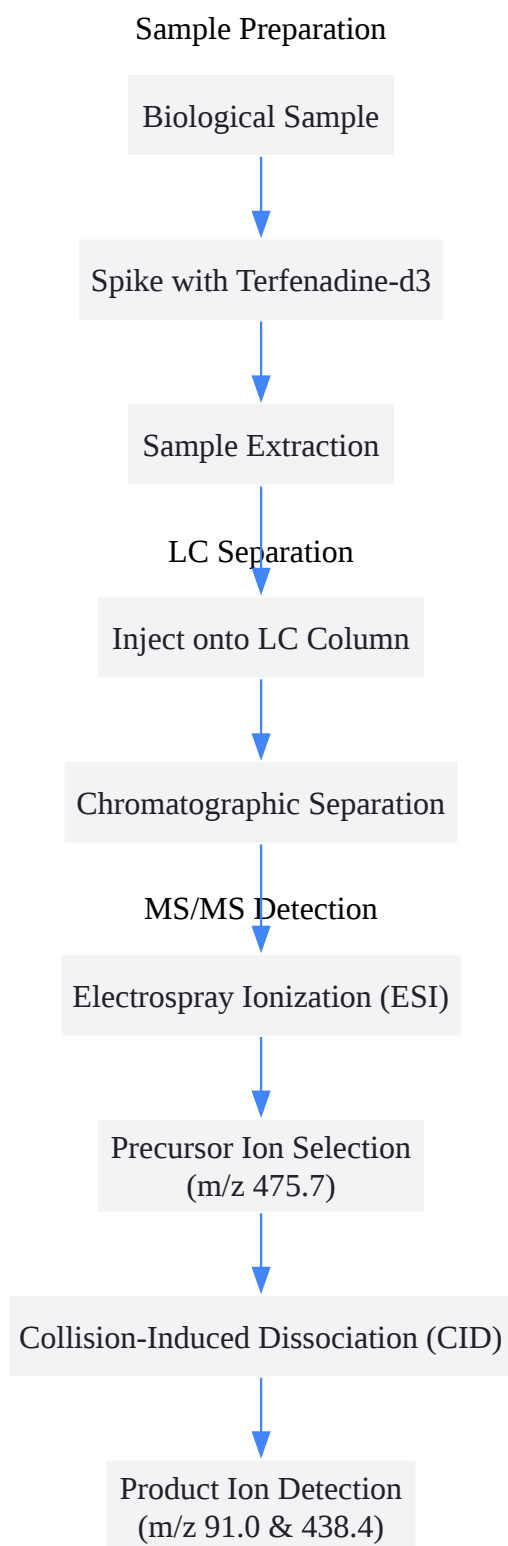 Sample Preparation
Biological Sample
Spike with Terfenadine-d3
Sample Extraction
LC Separation
Inject onto LC Column
Chromatographic Separation
MS/MS Detection
Electrospray Ionization (ESI)
Precursor Ion Selection
(m/z 475.7)
Collision-Induced Dissociation (CID)
Product Ion Detection
(m/z 91.0 & 438.4)